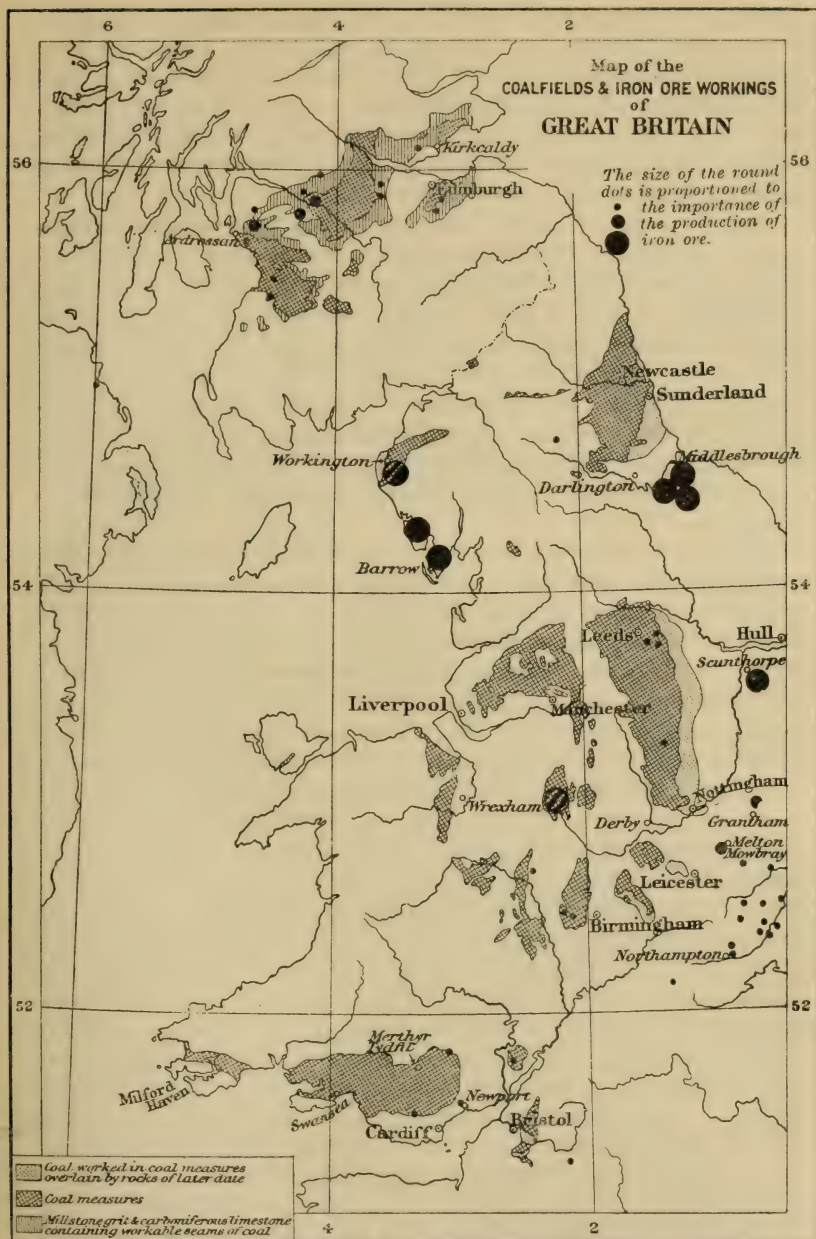 6 4 2
Map of the
COALFIELDS & IRON ORE WORKINGS
of
GREAT BRITAIN
56 56
The size of the round
dots is proportioned to
the importance of
the production of
iron ore.
Kirkcaldy
Edinburgh
Ardrossan
Newcastle
Sunderland
Workington
Middlesbrough
Darlington
Barrow
54 54
Leeds
Hull
Scunthorpe
Liverpool
Manchester
Wrexham
Nottingham
Derby
Grantham
Melton
Mowbray
Leicester
Birmingham
Northampton
52 52
Merthyr
Tydfil
Milford
Haven
Swansea
Newport
Cardiff
Bristol
Coal worked in coal measures
overlain by rocks of later date
Coal measures
Millstone grit & carboniferous limestone
containing workable seams of coal
4 2